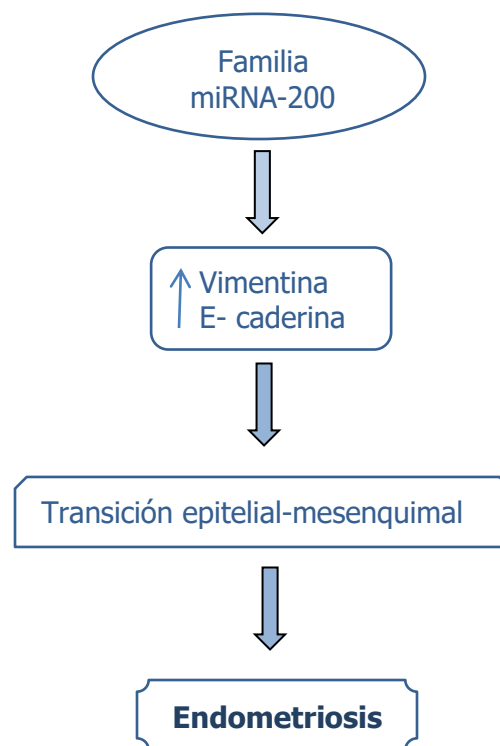 Familia
miRNA-200
Vimentina
E- caderina
Transición epitelial-mesenquimal
Endometriosis